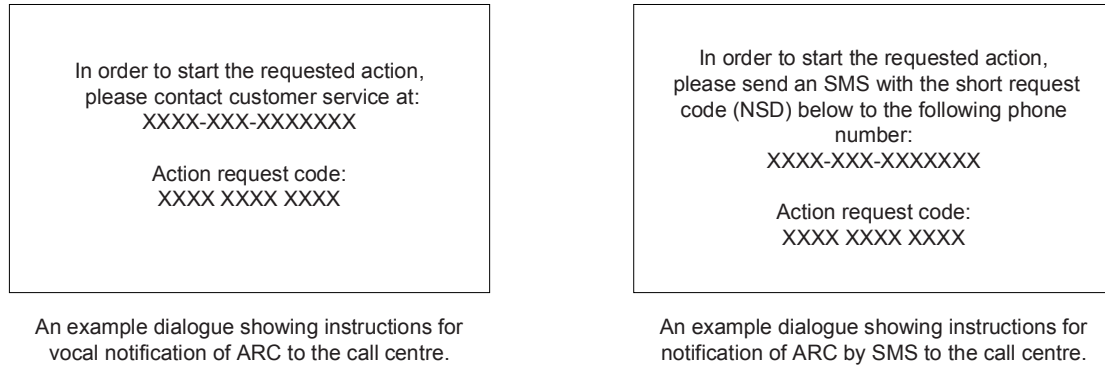 In order to start the requested action,
please contact customer service at:
XXXX-XXX-XXXXXXX
Action request code:
XXXX XXXX XXXX
An example dialogue showing instructions for
vocal notification of ARC to the call centre.
In order to start the requested action,
please send an SMS with the short request
code (NSD) below to the following phone
number:
XXXX-XXX-XXXXXXX
Action request code:
XXXX XXXX XXXX
An example dialogue showing instructions for
notification of ARC by SMS to the call centre.